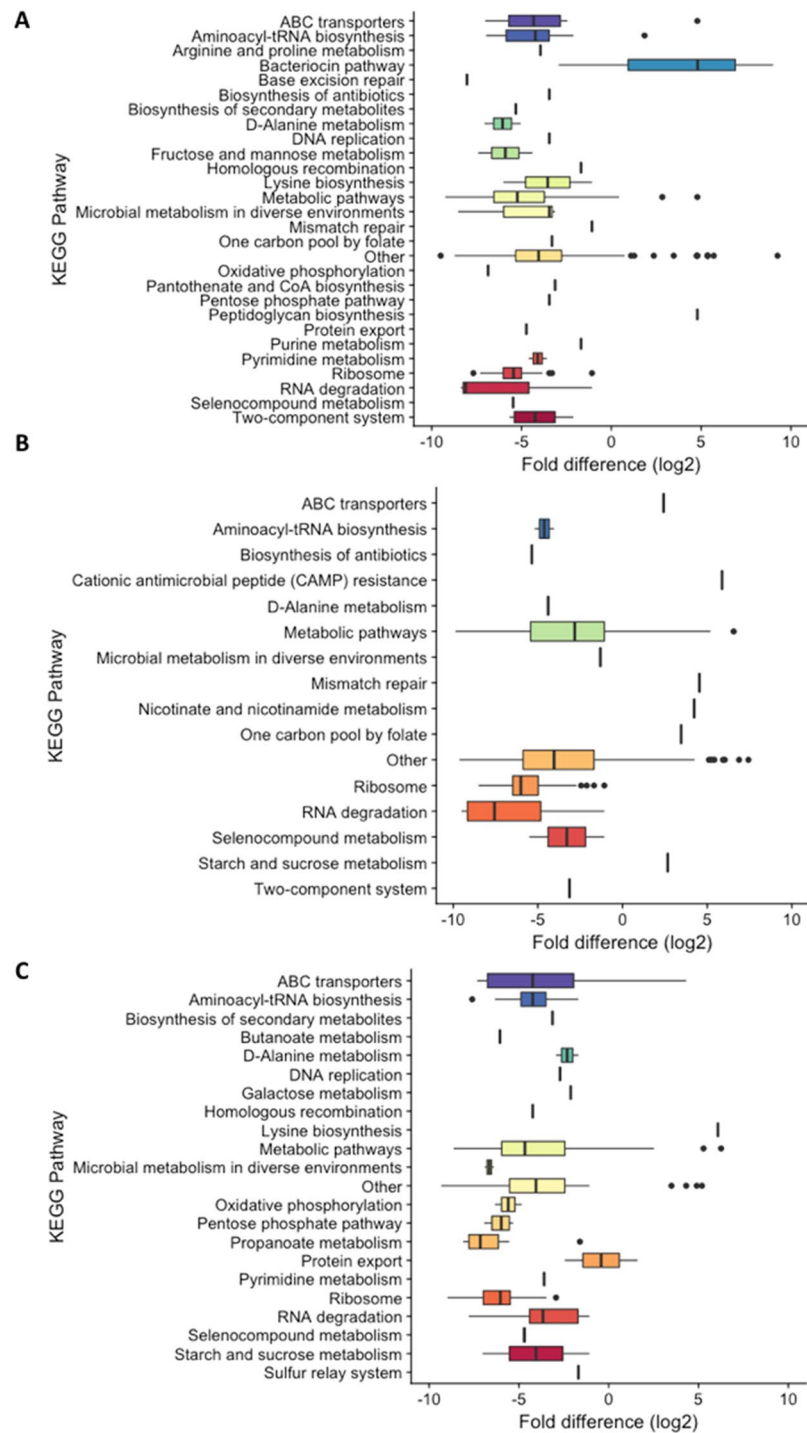 A
KEGG Pathway
ABC transporters
Aminoacyl-tRNA biosynthesis
Arginine and proline metabolism
Bacteriocin pathway
Base excision repair
Biosynthesis of antibiotics
Biosynthesis of secondary metabolites
D-Alanine metabolism
DNA replication
Fructose and mannose metabolism
Homologous recombination
Lysine biosynthesis
Metabolic pathways
Microbial metabolism in diverse environments
Mismatch repair
One carbon pool by folate
Other
Oxidative phosphorylation
Pantothenate and CoA biosynthesis
Pentose phosphate pathway
Peptidoglycan biosynthesis
Protein export
Purine metabolism
Pyrimidine metabolism
Ribosome
RNA degradation
Selenocompound metabolism
Two-component system
-10 -5 0 5 10
Fold difference (log2)
B
KEGG Pathway
ABC transporters
Aminoacyl-tRNA biosynthesis
Biosynthesis of antibiotics
Cationic antimicrobial peptide (CAMP) resistance
D-Alanine metabolism
Metabolic pathways
Microbial metabolism in diverse environments
Mismatch repair
Nicotinate and nicotinamide metabolism
One carbon pool by folate
Other
Ribosome
RNA degradation
Selenocompound metabolism
Starch and sucrose metabolism
Two-component system
-10 -5 0 5 10
Fold difference (log2)
C
KEGG Pathway
ABC transporters
Aminoacyl-tRNA biosynthesis
Biosynthesis of secondary metabolites
Butanoate metabolism
D-Alanine metabolism
DNA replication
Galactose metabolism
Homologous recombination
Lysine biosynthesis
Metabolic pathways
Microbial metabolism in diverse environments
Other
Oxidative phosphorylation
Pentose phosphate pathway
Propanoate metabolism
Protein export
Pyrimidine metabolism
Ribosome
RNA degradation
Selenocompound metabolism
Starch and sucrose metabolism
Sulfur relay system
-10 -5 0 5 10
Fold difference (log2)